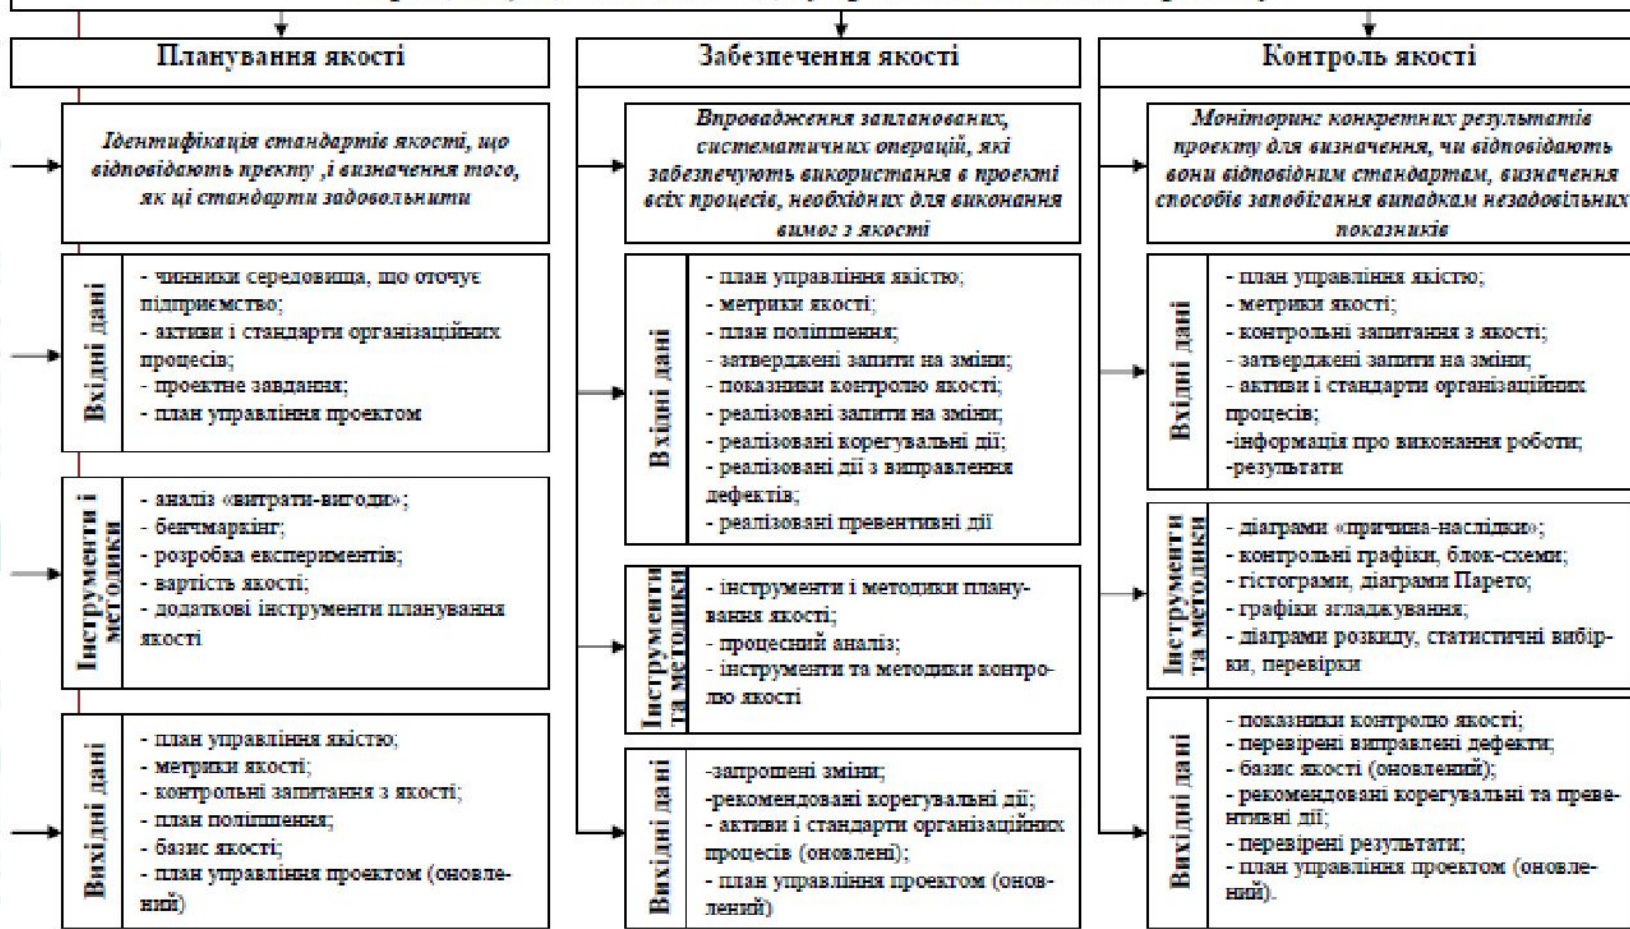 Планування якості
Ідентифікація стандартів якості, що
відповідають пректу ,і визначення того,
як ці стандарти задовольнити
Вхідні дані
- чинники середовища, що оточує
підприємство;
- активи і стандарти організаційних
процесів;
- проектне завдання;
- план управління проектом
Інструменти і
методики
- аналіз «витрати-вигоди»;
- бенчмаркінг;
- розробка експериментів;
- вартість якості;
- додаткові інструменти планування
якості
Вихідні дані
- план управління якістю;
- метрики якості;
- контрольні запитання з якості;
- план поліпшення;
- базис якості;
- план управління проектом (оновле-
ний)
Забезпечення якості
Впровадження запланованих,
систематичних операцій, які
забезпечують використання в проекті
всіх процесів, необхідних для виконання
вимог з якості
Вхідні дані
- план управління якістю;
- метрики якості;
- план поліпшення;
- затверджені запити на зміни;
- показники контролю якості;
- реалізовані запити на зміни;
- реалізовані корегувальні дії;
- реалізовані дії з виправлення
дефектів;
- реалізовані превентивні дії
Інструменти
та методики
- інструменти і методики плану-
вання якості;
- процесний аналіз;
- інструменти та методики контро-
лю якості
Вихідні дані
-запрошені зміни;
-рекомендовані корегувальні дії;
- активи і стандарти організаційних
процесів (оновлені);
- план управління проектом (онов-
лений)
Контроль якості
Моніторинг конкретних результатів
проекту для визначення, чи відповідають
вони відповідним стандартам, визначення
способів запобігання випадкам незадовільних
показників
Вхідні дані
- план управління якістю;
- метрики якості;
- контрольні запитання з якості;
- затверджені запити на зміни;
- активи і стандарти організаційних
процесів;
-інформація про виконання роботи;
-результати
Інструменти
та методики
- діаграми «причина-наслідки»;
- контрольні графіки, блок-схеми;
- гістограми, діаграми Парето;
- графіки згладжування;
- діаграми розкиду, статистичні вибір-
ки, перевірки
Вихідні дані
- показники контролю якості;
- перевірені виправлені дефекти;
- базис якості (оновлений);
- рекомендовані корегувальні та преве-
нтивні дії;
- перевірені результати;
- план управління проектом (оновле-
ний).